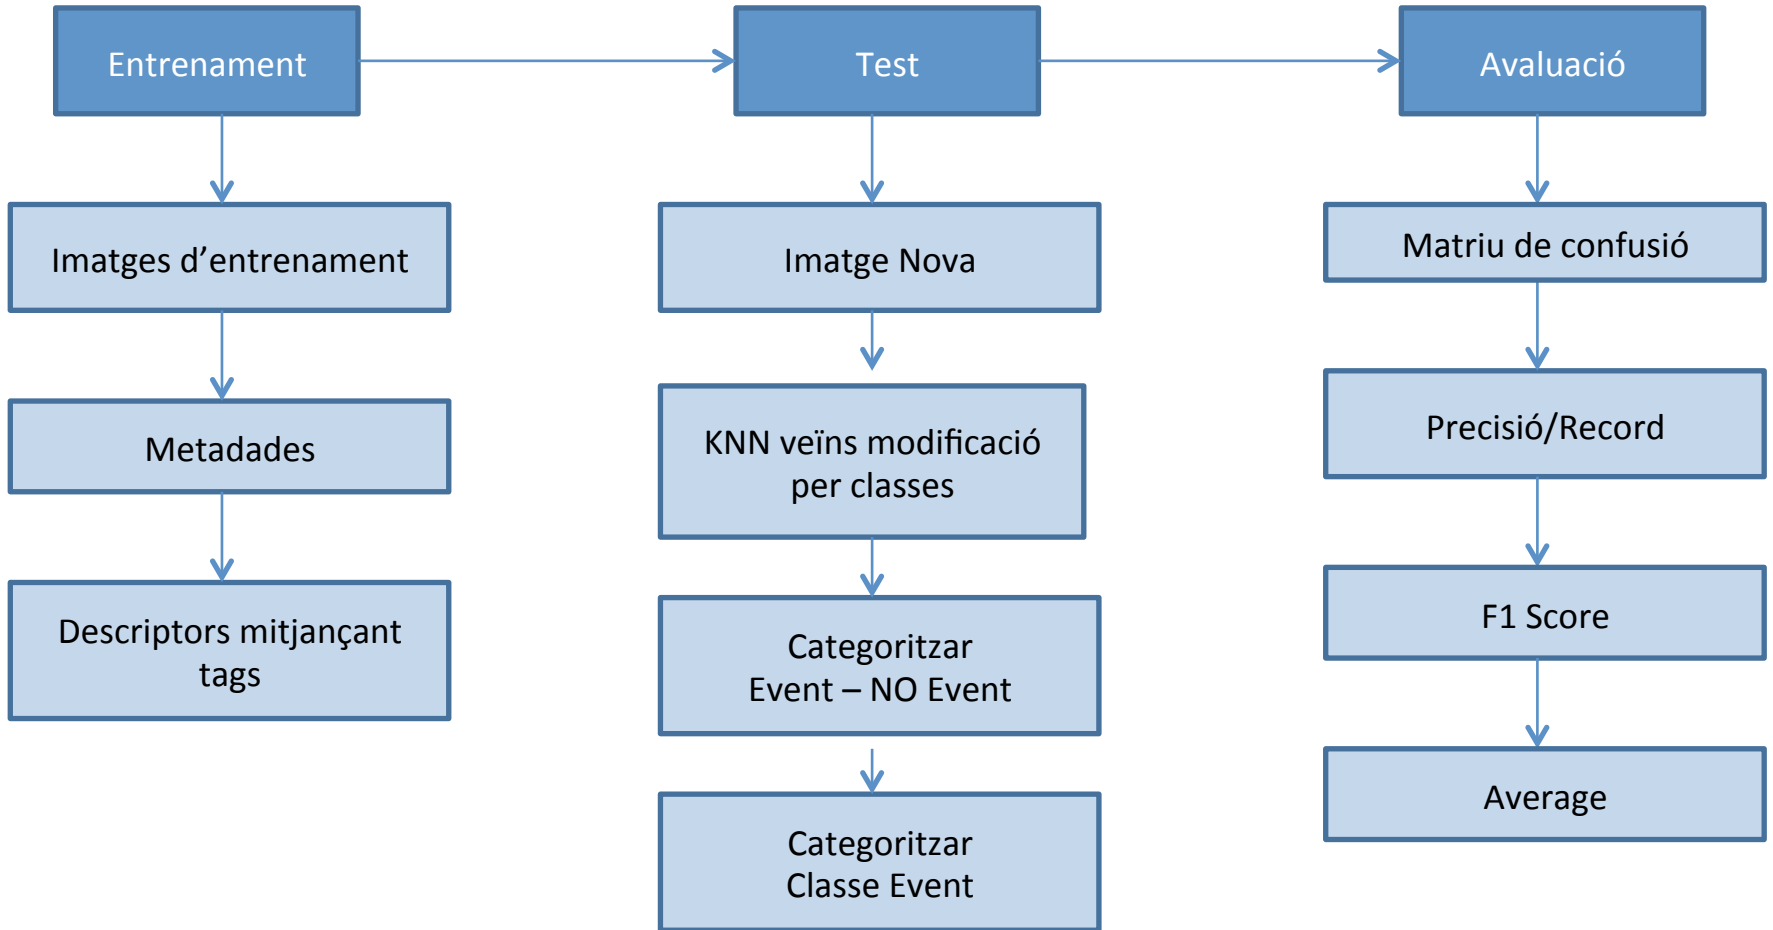 Entrenament
Test
Avaluació
Imatges d’entrenament
Metadades
Descriptors mitjançant
tags
Imatge Nova
KNN veïns modificació
per classes
Categoritzar
Event – NO Event
Categoritzar
Classe Event
Matriu de confusió
Precisió/Record
F1 Score
Average